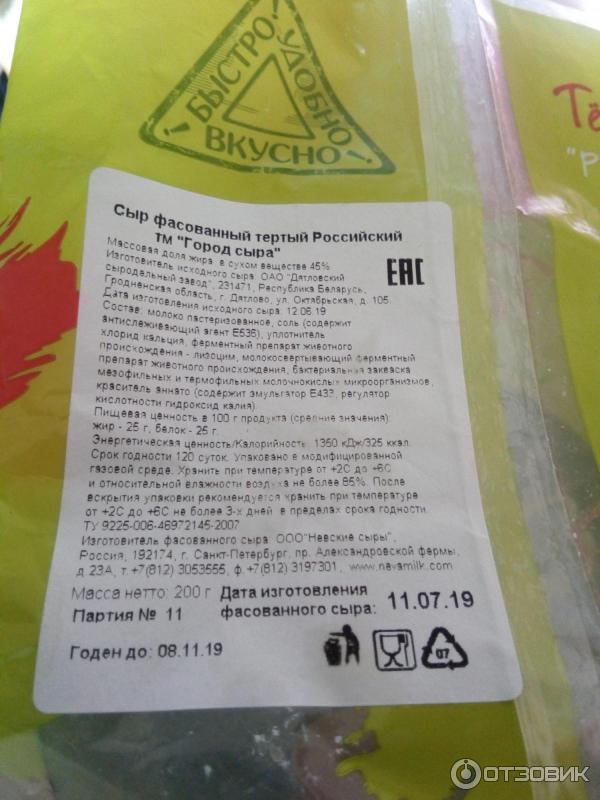 БЫСТРО,
УДОБНО
ВКУСНО
Тё
"Р
Сыр фасованный тертый Российский
ТМ "Город сыра"
Массовая доля жира в сухом веществе 45%
Изготовитель исходного сыра: ОАО "Дятловский
сыродельный завод", 231471, Республика Беларусь,
Гродненская область, г. Дятлово, ул. Октябрьская, д. 105.
Дата изготовления исходного сыра: 12.06.19
Состав: молоко пастеризованное, соль (содержит
антислеживающий агент Е536), уплотнитель
хлорид кальция, ферментный препарат животного
происхождения - лизоцим, молокосвертывающий ферментный
препарат животного происхождения, бактериальная закваска
мезофильных и термофильных молочнокислых микроорганизмов,
краситель аннато (содержит эмульгатор Е433, регулятор
кислотности гидроксид калия).
Пищевая ценность в 100 г продукта (средние значения):
жир - 25 г, белок - 25 г.
Энергетическая ценность/Калорийность: 1350 кДж/325 ккал.
Срок годности 120 суток. Упаковано в модифицированной
газовой среде. Хранить при температуре от +2С до +6С
и относительной влажности воздуха не более 85%. После
вскрытия упаковки рекомендуется хранить при температуре
от +2С до +6С не более 3-х дней в пределах срока годности.
ТУ 9225-006-46972145-2007
Изготовитель фасованного сыра: ООО"Невские сыры",
Россия, 192174, г. Санкт-Петербург, пр. Александровской фермы,
д.23А, т.+7(812) 3053555, ф.+7(812) 3197301, www.nevamilk.com
Масса нетто: 200 г Дата изготовления
фасованного сыра: 11.07.19
Партия № 11
Годен до: 08.11.19
EAC
07
ОТЗОВИК